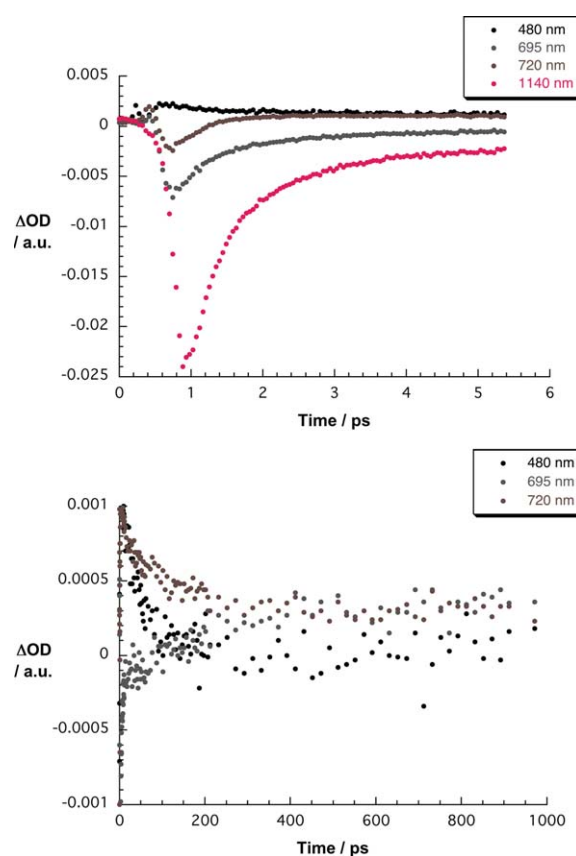 480 nm
695 nm
720 nm
1140 nm
0.005
0
-0.005
-0.01
-0.015
-0.02
-0.025
ΔOD
/ a.u.
0 1 2 3 4 5 6
Time / ps
480 nm
695 nm
720 nm
0.001
0.0005
0
-0.0005
-0.001
ΔOD
/ a.u.
0 200 400 600 800 1000
Time / ps